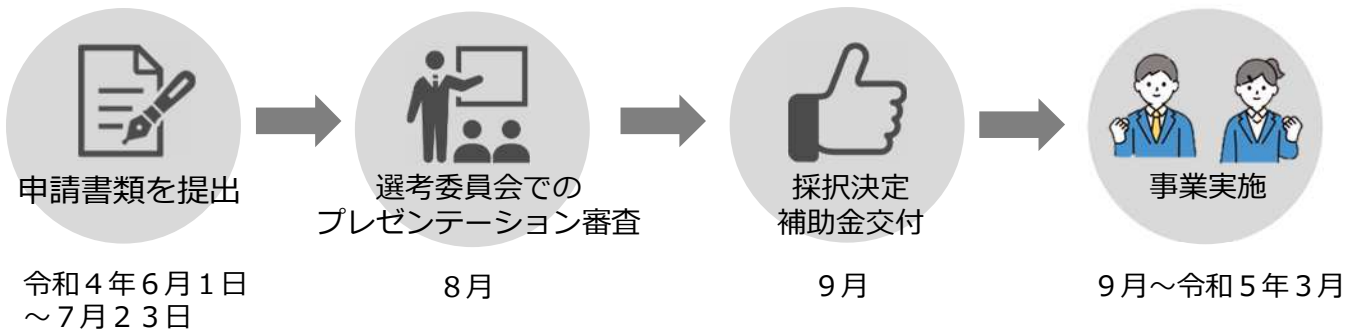 申請書類を提出
選考委員会での
プレゼンテーション審査
採択決定
補助金交付
事業実施
令和４年６月１日
～７月２３日
８月
９月
９月～令和５年３月